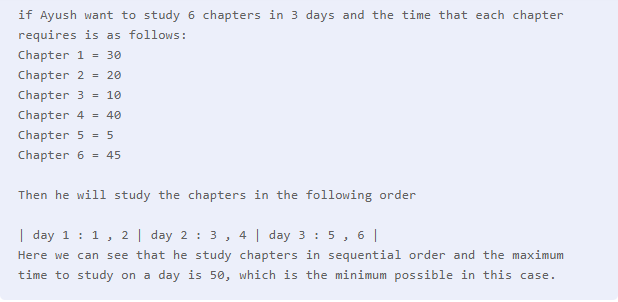 if Ayush want to study 6 chapters in 3 days and the time that each chapter
requires is as follows:
Chapter 1 = 30
Chapter 2 = 20
Chapter 3 = 10
Chapter 4 = 40
Chapter 5 = 5
Chapter 6 = 45
Then he will study the chapters in the following order
| day 1 : 1 , 2 | day 2 : 3 , 4 | day 3 : 5 , 6 |
Here we can see that he study chapters in sequential order and the maximum
time to study on a day is 50, which is the minimum possible in this case.